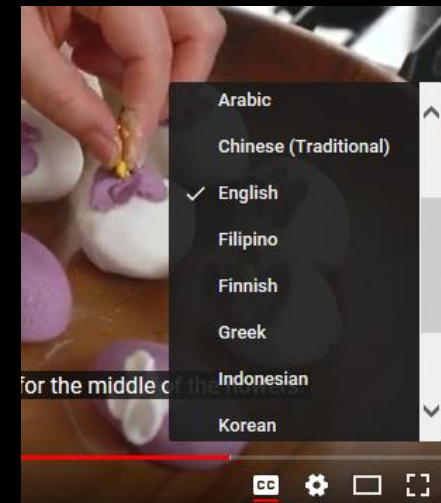 Arabic
Chinese (Traditional)
English
Filipino
Finnish
Greek
for the middle of the flowers.
Indonesian
Korean
CC